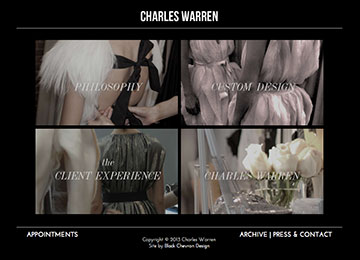 CHARLES WARREN
PHILOSOPHY
CUSTOM DESIGN
the
CLIENT EXPERIENCE
CHARLES WARREN
APPOINTMENTS
ARCHIVE | PRESS & CONTACT
Copyright © 2013 Charles Warren
Site by Black Chevron Design